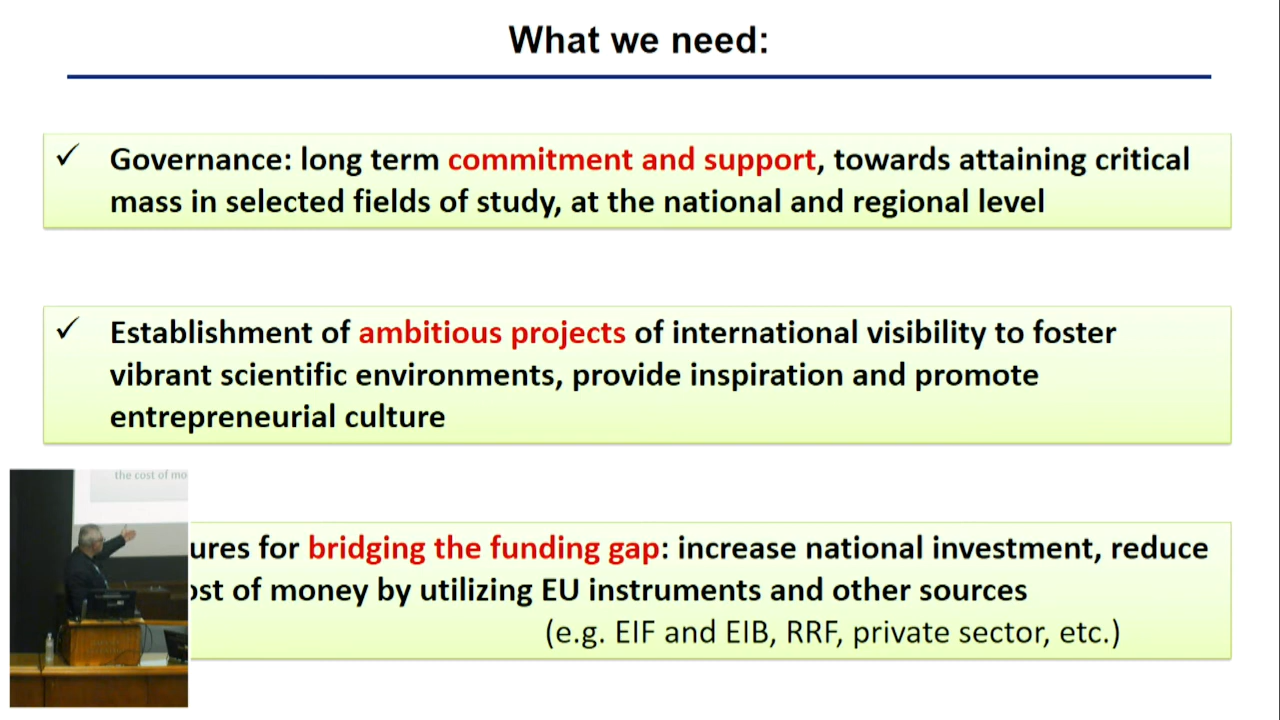 What we need:
✓ Governance: long term commitment and support, towards attaining critical
mass in selected fields of study, at the national and regional level
✓ Establishment of ambitious projects of international visibility to foster
vibrant scientific environments, provide inspiration and promote
entrepreneurial culture
the cost of mo
ures for bridging the funding gap: increase national investment, reduce
ost of money by utilizing EU instruments and other sources
(e.g. EIF and EIB, RRF, private sector, etc.)